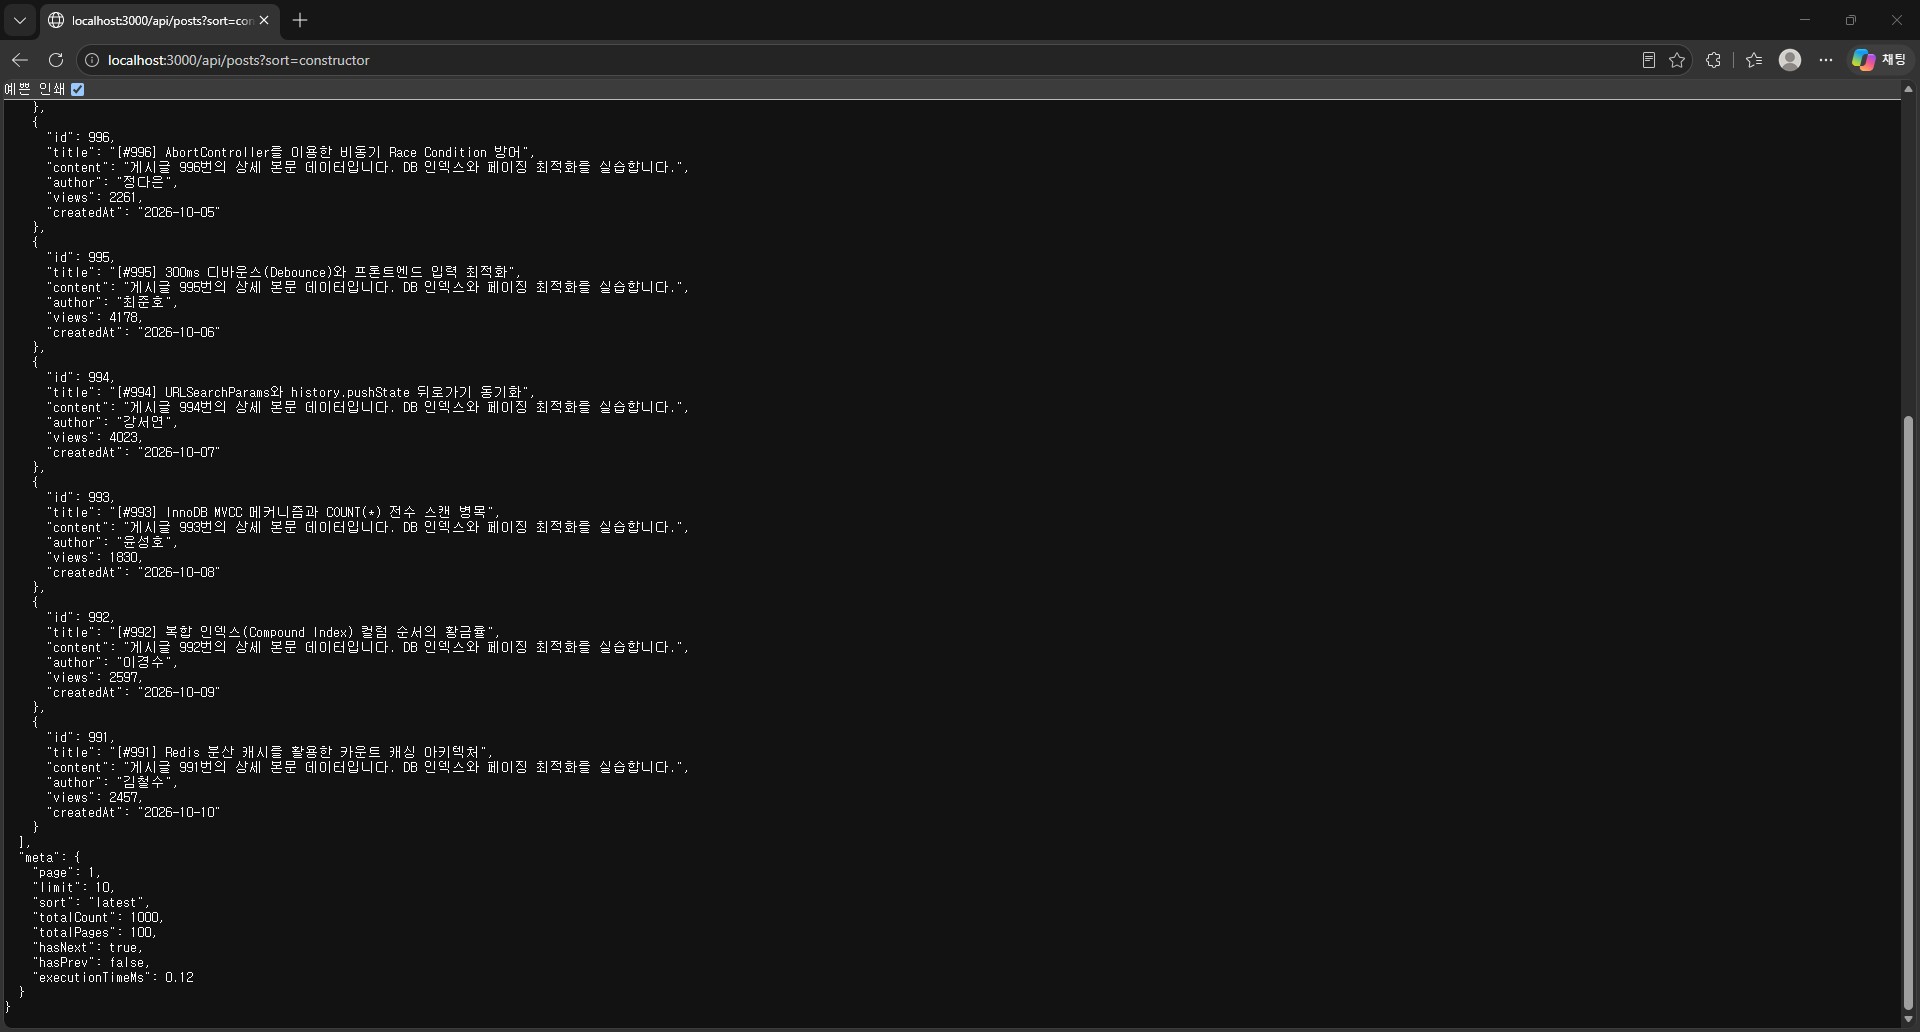 localhost:3000/api/posts?sort=con
localhost:3000/api/posts?sort=constructor
채팅
예쁜 인쇄
},
{
"id": 996,
"title": "[#996] AbortController를 이용한 비동기 Race Condition 방어",
"content": "게시글 996번의 상세 본문 데이터입니다. DB 인덱스와 페이징 최적화를 실습합니다.",
"author": "정다은",
"views": 2261,
"createdAt": "2026-10-05"
},
{
"id": 995,
"title": "[#995] 300ms 디바운스(Debounce)와 프론트엔드 입력 최적화",
"content": "게시글 995번의 상세 본문 데이터입니다. DB 인덱스와 페이징 최적화를 실습합니다.",
"author": "최준호",
"views": 4178,
"createdAt": "2026-10-06"
},
{
"id": 994,
"title": "[#994] URLSearchParams와 history.pushState 뒤로가기 동기화",
"content": "게시글 994번의 상세 본문 데이터입니다. DB 인덱스와 페이징 최적화를 실습합니다.",
"author": "강서연",
"views": 4023,
"createdAt": "2026-10-07"
},
{
"id": 993,
"title": "[#993] InnoDB MVCC 메커니즘과 COUNT(*) 전수 스캔 병목",
"content": "게시글 993번의 상세 본문 데이터입니다. DB 인덱스와 페이징 최적화를 실습합니다.",
"author": "윤성호",
"views": 1830,
"createdAt": "2026-10-08"
},
{
"id": 992,
"title": "[#992] 복합 인덱스(Compound Index) 컬럼 순서의 황금률",
"content": "게시글 992번의 상세 본문 데이터입니다. DB 인덱스와 페이징 최적화를 실습합니다.",
"author": "이경수",
"views": 2597,
"createdAt": "2026-10-09"
},
{
"id": 991,
"title": "[#991] Redis 분산 캐시를 활용한 카운트 캐싱 아키텍처",
"content": "게시글 991번의 상세 본문 데이터입니다. DB 인덱스와 페이징 최적화를 실습합니다.",
"author": "김철수",
"views": 2457,
"createdAt": "2026-10-10"
}
],
"meta": {
"page": 1,
"limit": 10,
"sort": "latest",
"totalCount": 1000,
"totalPages": 100,
"hasNext": true,
"hasPrev": false,
"executionTimeMs": 0.12
}
}